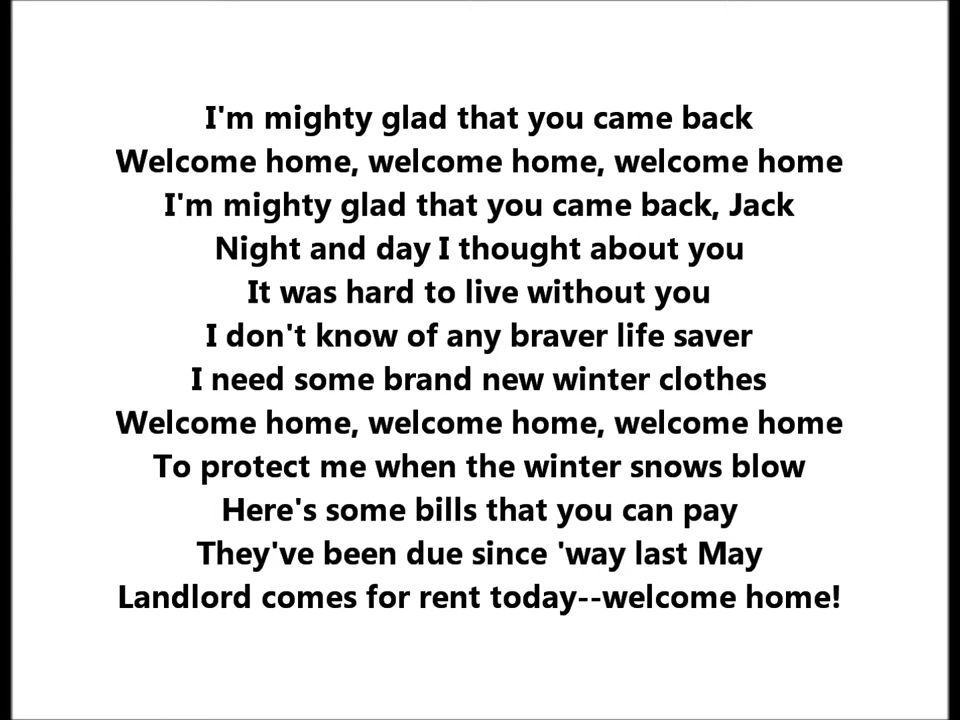 I'm mighty glad that you came back
Welcome home, welcome home, welcome home
I'm mighty glad that you came back, Jack
Night and day I thought about you
It was hard to live without you
I don't know of any braver life saver
I need some brand new winter clothes
Welcome home, welcome home, welcome home
To protect me when the winter snows blow
Here's some bills that you can pay
They've been due since 'way last May
Landlord comes for rent today--welcome home!